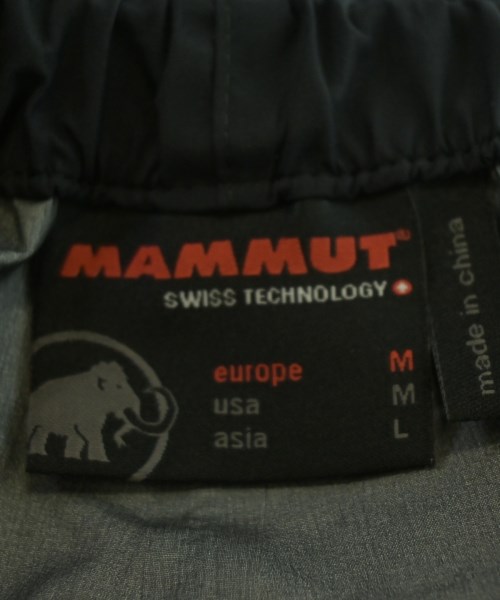 MAMMUT®
SWISS TECHNOLOGY
europe M
usa M
asia L
made in china